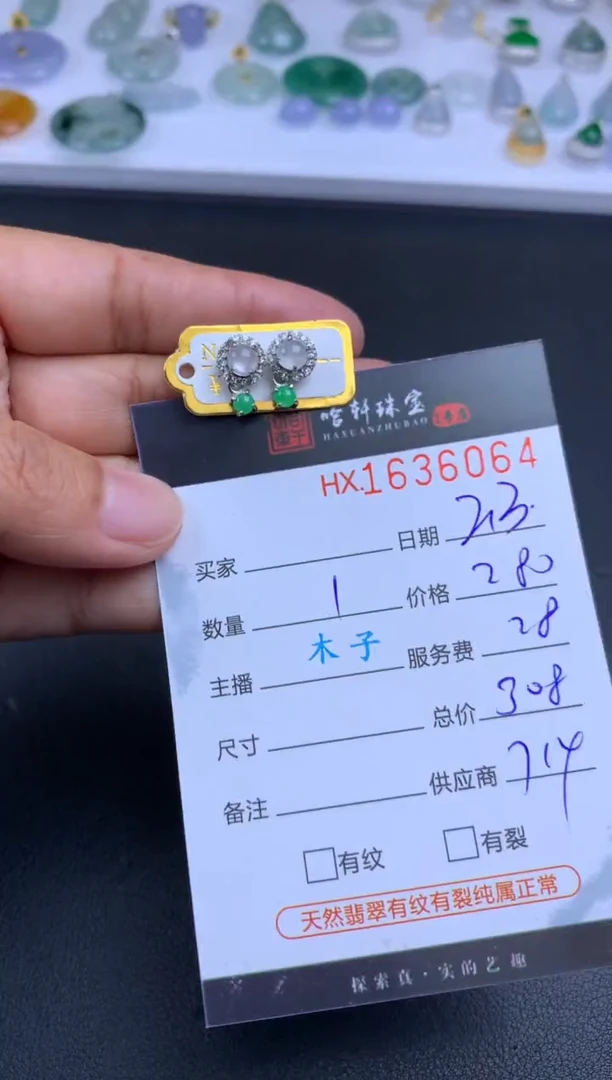 哈轩珠宝
HAXUANZHUBAO
HX.1636064
买家 日期 2.13.
数量 1 价格 280
主播 木子 服务费 28
尺寸 总价 308
备注 供应商 714
有纹 有裂
天然翡翠有纹有裂纯属正常
探索真·实的艺趣